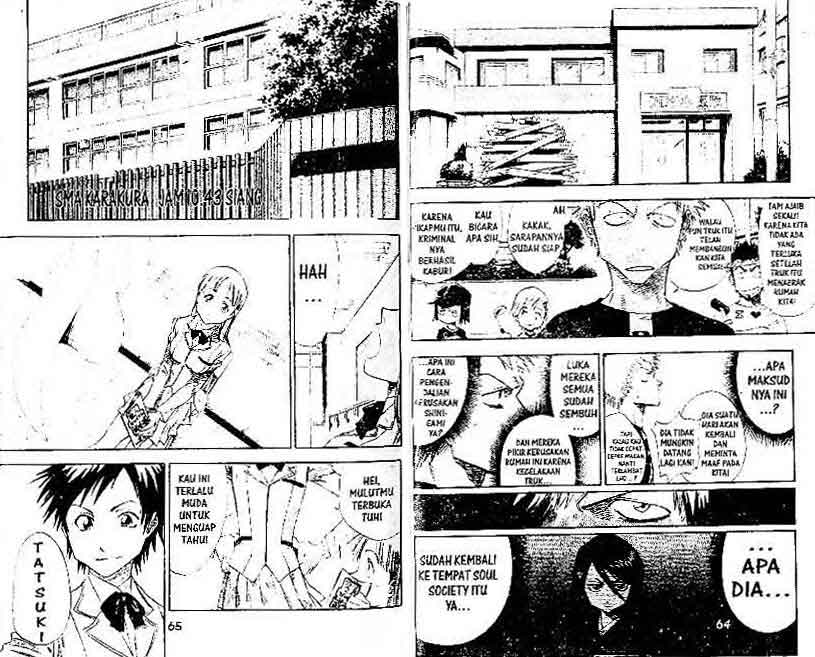 TAPI AJAIB
SEKALI!
KARENA KITA
TIDAK ADA
YANG
TERLUKA
SETELAH
TRUK ITU
MENABRAK
RUMAH
KITA!
WALAU
PUN TRUK ITU
TELAH
MEMBANGUN
KAN KITA
SEMUA!
AH
KAKAK,
SARAPANNYA
SUDAH SIAP.
KAU
BICARA
APA SIH
KARENA
KRIMINAL
NYA
BERHASIL
KABUR!
...APA
MAKSUD
NYA INI
...?
DIA SUATU
HARI AKAN
KEMBALI
DAN
MEMINTA
MAAF PADA
KITA!
DIA TIDAK
MUNGKIN
DATANG
LAGI KAN!
LUKA
MEREKA
SEMUA
SUDAH
SEMBUH
...
DAN MEREKA
PIKIR KERUSAKAN
RUMAH INI KARENA
KECELAKAAN
TRUK...
...APA INI
CARA
PENGEN-
DALIAN
KERUSAKAN
SHINI-
GAMI
YA?
...
APA
DIA...
SUDAH KEMBALI
KE TEMPAT SOUL
SOCIETY ITU
YA...
64
SMA KARAKURA JAM 10.43 SIANG
HAH
...
HEI,
MULUTMU
TERBUKA
TUH!
KAU INI
TERLALU
MUDA
UNTUK
MENGUAP
TAHU!
TATSUKI
65